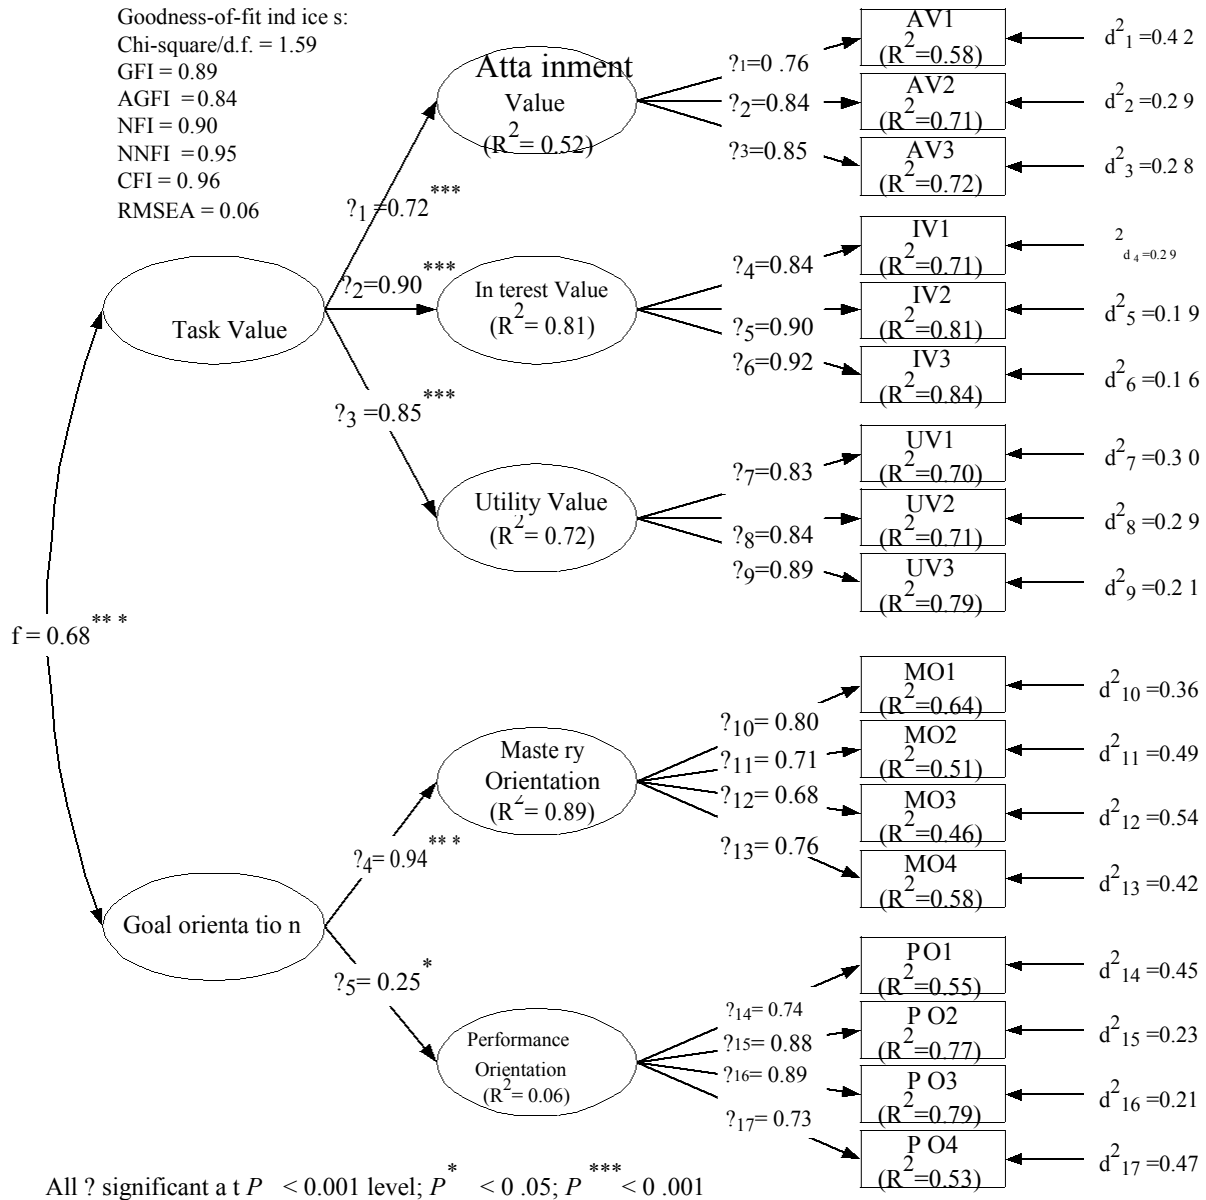 Goodness-of-fit ind ice s:
Chi-square/d.f. = 1.59
GFI = 0.89
AGFI = 0.84
NFI = 0.90
NNFI = 0.95
CFI = 0.96
RMSEA = 0.06
Atta inment
Value
(R2= 0.52)
?1=0 .76
?2=0.84
?3=0.85
AV1
(R2=0.58)
d21=0.4 2
AV2
(R2=0.71)
d22=0.2 9
AV3
(R2=0.72)
d23=0.2 8
?1 =0.72***
?2=0.90***
?3 =0.85***
Task Value
In terest Value
(R2= 0.81)
?4=0.84
?5=0.90
?6=0.92
IV1
(R2=0.71)
d24=0.2 9
IV2
(R2=0.81)
d25=0.1 9
IV3
(R2=0.84)
d26=0.1 6
Utility Value
(R2=0.72)
?7=0.83
?8=0.84
?9=0.89
UV1
(R2=0.70)
d27=0.3 0
UV2
(R2=0.71)
d28=0.2 9
UV3
(R2=0.79)
d29=0.2 1
f = 0.68** *
Maste ry
Orientation
(R2= 0.89)
?10= 0.80
?11= 0.71
?12= 0.68
?13= 0.76
MO1
(R2=0.64)
d210 =0.36
MO2
(R2=0.51)
d211 =0.49
MO3
(R2=0.46)
d212 =0.54
MO4
(R2=0.58)
d213 =0.42
?4= 0.94** *
Goal orienta tio n
?5= 0.25*
Performance
Orientation
(R2= 0.06)
?14= 0.74
?15= 0.88
?16= 0.89
?17= 0.73
PO1
(R2=0.55)
d214 =0.45
P O2
(R2=0.77)
d215 =0.23
P O3
(R2=0.79)
d216 =0.21
P O4
(R2=0.53)
d217 =0.47
All ? significant a t P < 0.001 level; P* < 0 .05; P*** < 0 .001